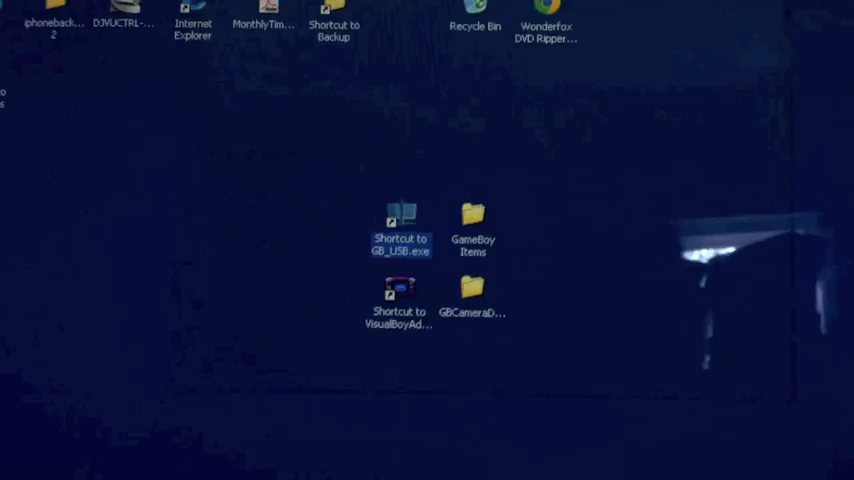 iphoneback...
2
DJVUCTRL-...
Internet
Explorer
MonthlyTim...
Shortcut to
Backup
Recycle Bin
Wonderfox
DVD Ripper...
Shortcut to
GB_USB.exe
GameBoy
Items
Shortcut to
VisualBoyAd...
GBCameraD...